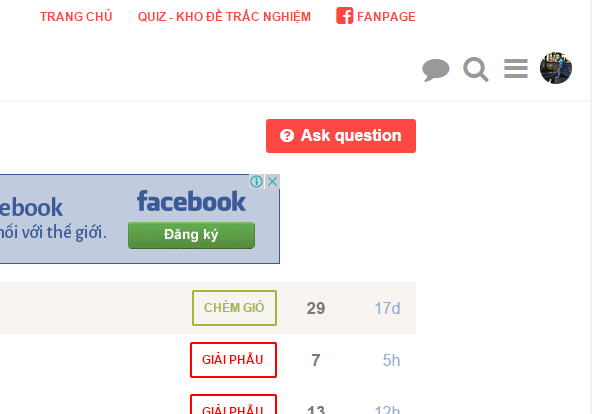 TRANG CHỦ QUIZ - KHO ĐỀ TRẮC NGHIỆM FANPAGE
Ask question
ebook facebook
nối với thế giới. Đăng ký
CHÉM GIÓ 29 17d
GIẢI PHẪU 7 5h
GIẢI PHẪU 13 12h